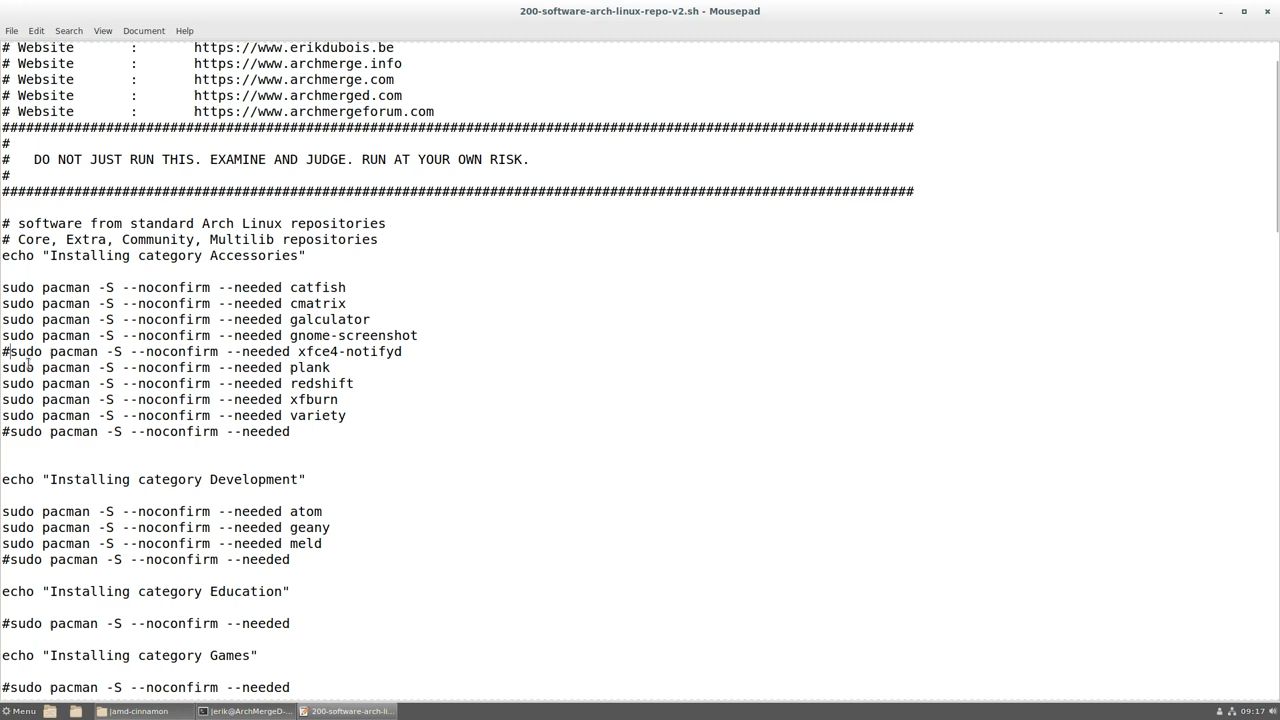 200-software-arch-linux-repo-v2.sh - Mousepad
File Edit Search View Document Help
# Website : https://www.erikdubois.be
# Website : https://www.archmerge.info
# Website : https://www.archmerge.com
# Website : https://www.archmerged.com
# Website : https://www.archmergeforum.com
##################################################################################################################
#
# DO NOT JUST RUN THIS. EXAMINE AND JUDGE. RUN AT YOUR OWN RISK.
#
##################################################################################################################
# software from standard Arch Linux repositories
# Core, Extra, Community, Multilib repositories
echo "Installing category Accessories"
sudo pacman -S --noconfirm --needed catfish
sudo pacman -S --noconfirm --needed cmatrix
sudo pacman -S --noconfirm --needed galculator
sudo pacman -S --noconfirm --needed gnome-screenshot
#sudo pacman -S --noconfirm --needed xfce4-notifyd
sudo pacman -S --noconfirm --needed plank
sudo pacman -S --noconfirm --needed redshift
sudo pacman -S --noconfirm --needed xfburn
sudo pacman -S --noconfirm --needed variety
#sudo pacman -S --noconfirm --needed
echo "Installing category Development"
sudo pacman -S --noconfirm --needed atom
sudo pacman -S --noconfirm --needed geany
sudo pacman -S --noconfirm --needed meld
#sudo pacman -S --noconfirm --needed
echo "Installing category Education"
#sudo pacman -S --noconfirm --needed
echo "Installing category Games"
#sudo pacman -S --noconfirm --needed
Menu [amd-cinnamon [erik@ArchMergeD-... 200-software-arch-li... 09:17